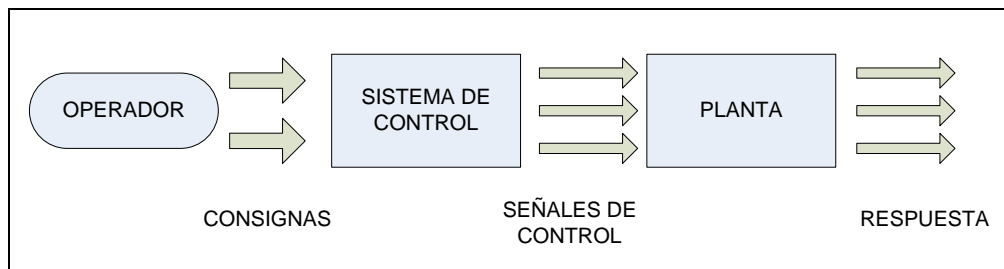 OPERADOR
SISTEMA DE
CONTROL
PLANTA
CONSIGNAS
SEÑALES DE
CONTROL
RESPUESTA